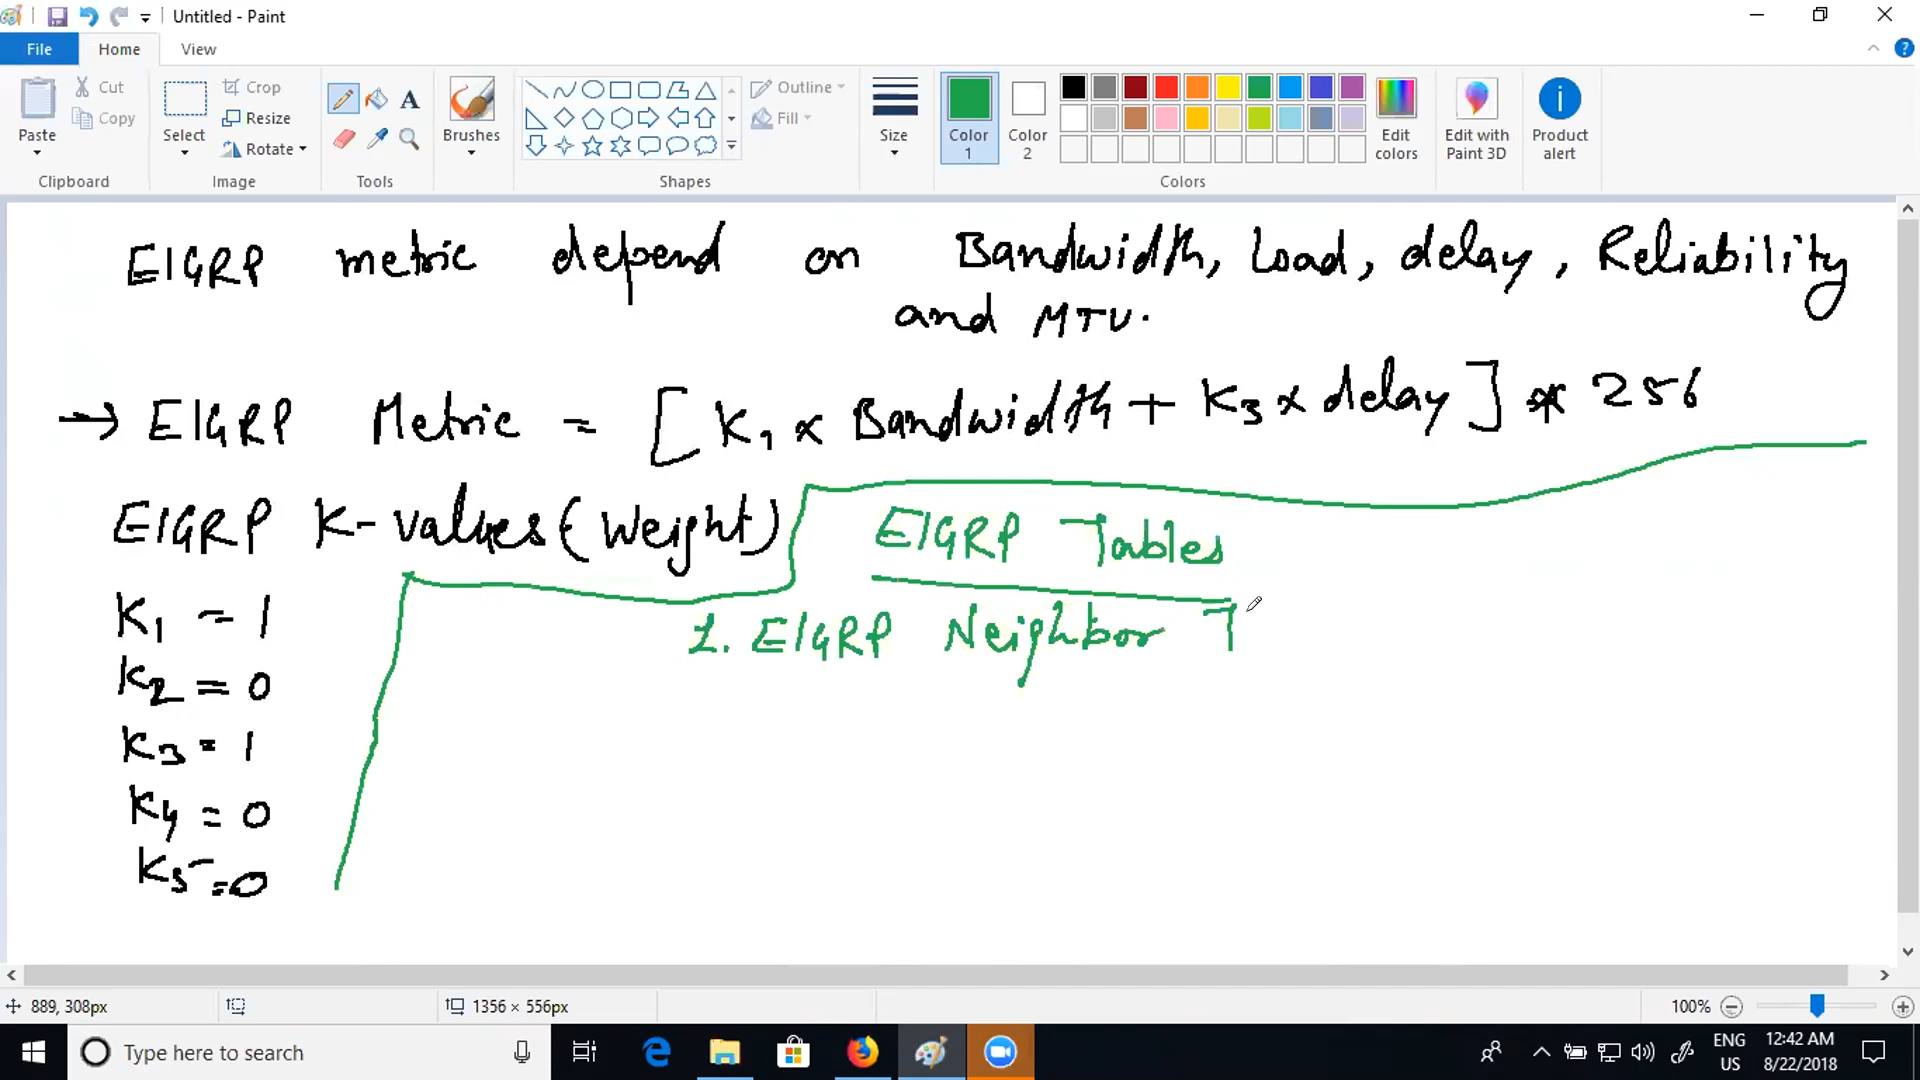 Untitled - Paint
File Home View
Paste
Cut
Copy
Clipboard
Select
Crop
Resize
Rotate
Image
Tools
Brushes
Shapes
Outline
Fill
Size
Color 1
Color 2
Edit colors
Colors
Edit with Paint 3D
Product alert
EIGRP metric depend on Bandwidth, Load, delay, Reliability
and MTU.
→ EIGRP Metric = [K1 x Bandwidth + K3 x delay] * 256
EIGRP K-values (Weight)
K1 = 1
K2 = 0
K3 = 1
K4 = 0
K5 = 0
EIGRP Tables
1. EIGRP Neighbor T
889, 308px
1356 × 556px
100%
Type here to search
ENG
US
12:42 AM
8/22/2018